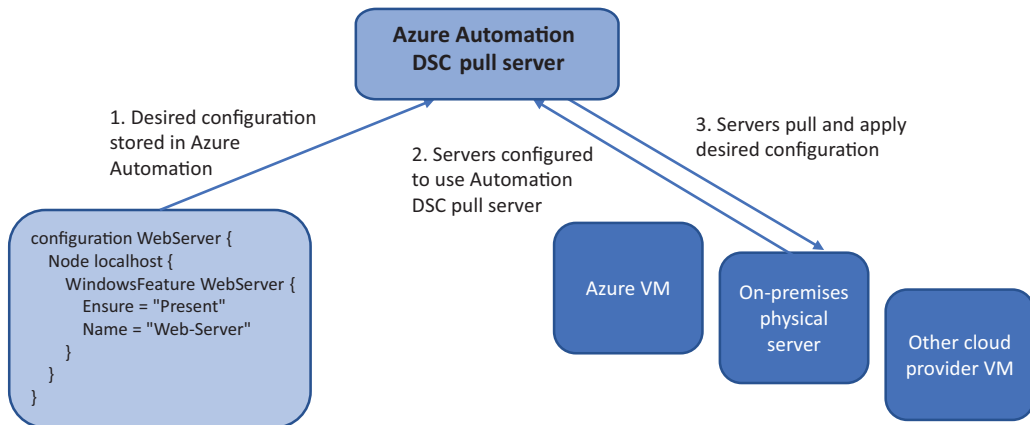 Azure Automation
DSC pull server
1. Desired configuration
stored in Azure
Automation
2. Servers configured
to use Automation
DSC pull server
3. Servers pull and apply
desired configuration
configuration WebServer {
Node localhost {
WindowsFeature WebServer {
Ensure = "Present"
Name = "Web-Server"
}
}
}
Azure VM
On-premises
physical
server
Other cloud
provider VM